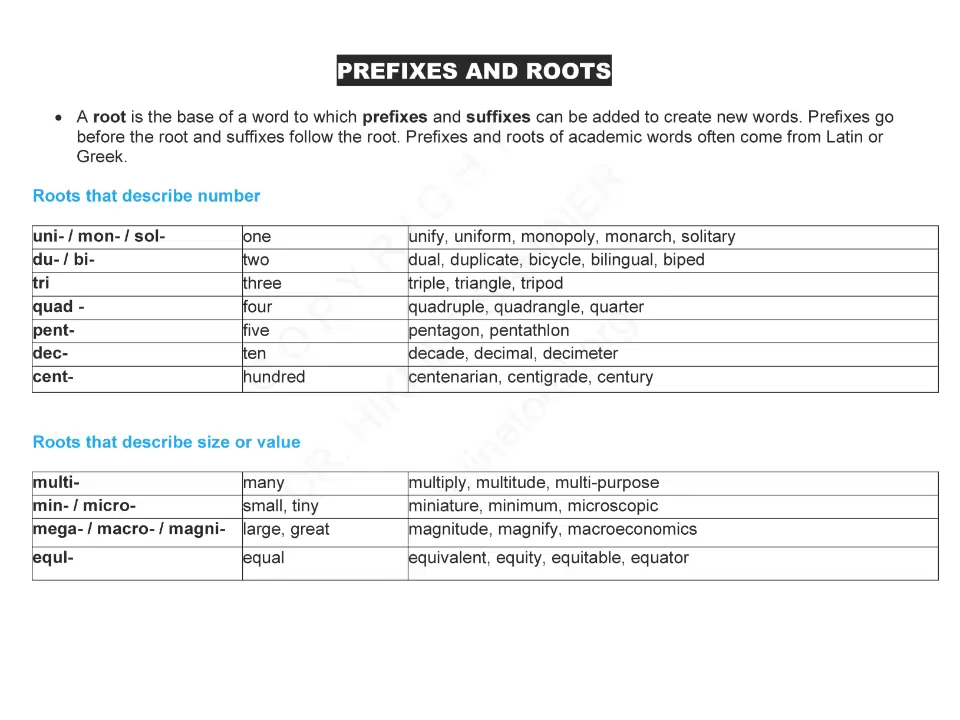 PREFIXES AND ROOTS
• A root is the base of a word to which prefixes and suffixes can be added to create new words. Prefixes go
before the root and suffixes follow the root. Prefixes and roots of academic words often come from Latin or
Greek.
Roots that describe number
uni- / mon- / sol- one unify, uniform, monopoly, monarch, solitary
du- / bi- two dual, duplicate, bicycle, bilingual, biped
tri three triple, triangle, tripod
quad - four quadruple, quadrangle, quarter
pent- five pentagon, pentathlon
dec- ten decade, decimal, decimeter
cent- hundred centenarian, centigrade, century
Roots that describe size or value
multi- many multiply, multitude, multi-purpose
min- / micro- small, tiny miniature, minimum, microscopic
mega- / macro- / magni- large, great magnitude, magnify, macroeconomics
equl- equal equivalent, equity, equitable, equator